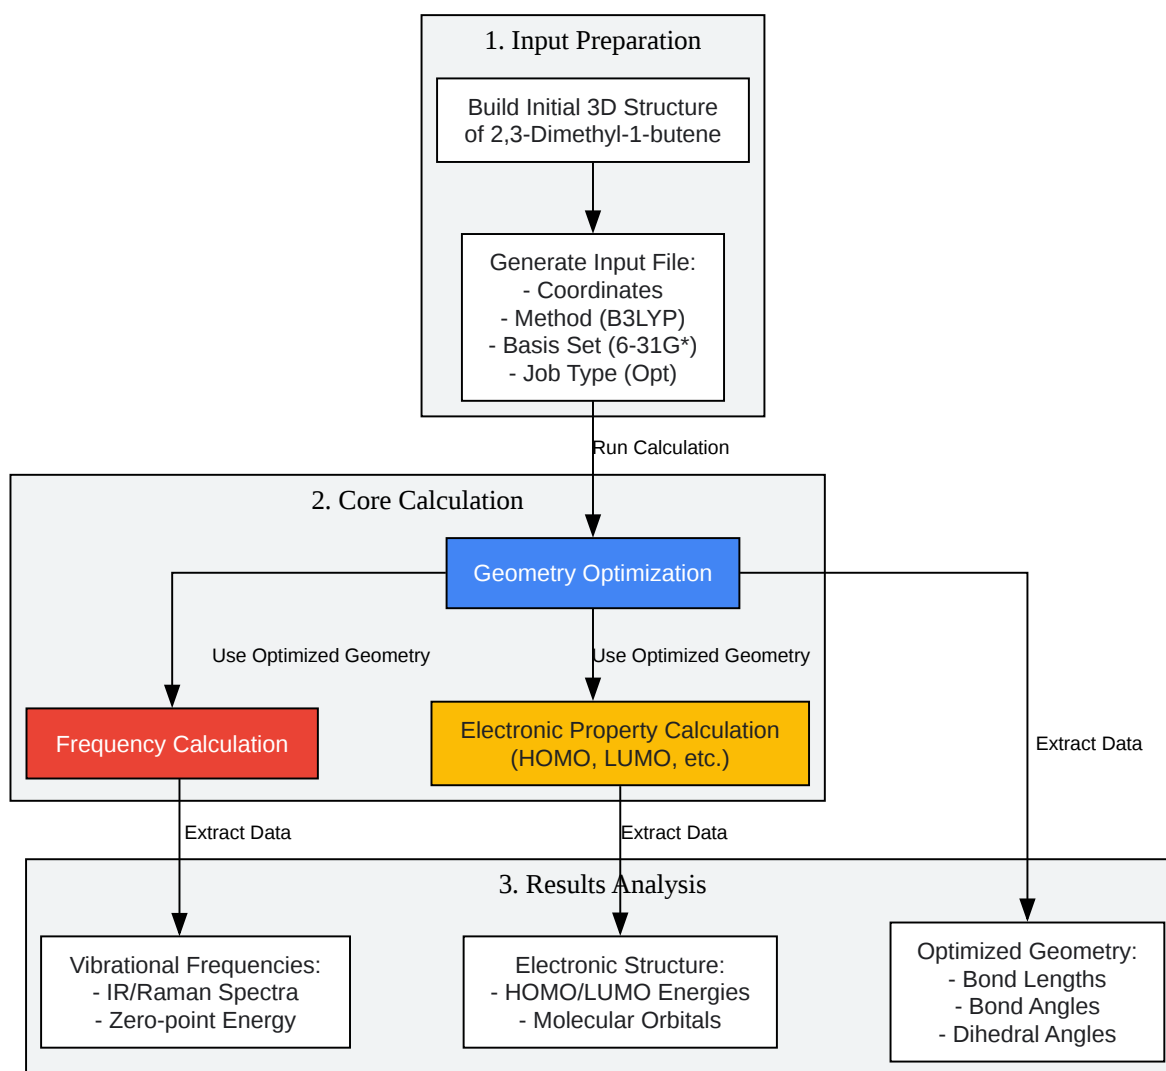 1. Input Preparation
Build Initial 3D Structure
of 2,3-Dimethyl-1-butene
Generate Input File:
- Coordinates
- Method (B3LYP)
- Basis Set (6-31G*)
- Job Type (Opt)
Run Calculation
2. Core Calculation
Geometry Optimization
Use Optimized Geometry
Use Optimized Geometry
Frequency Calculation
Electronic Property Calculation
(HOMO, LUMO, etc.)
Extract Data
Extract Data
Extract Data
3. Results Analysis
Vibrational Frequencies:
- IR/Raman Spectra
- Zero-point Energy
Electronic Structure:
- HOMO/LUMO Energies
- Molecular Orbitals
Optimized Geometry:
- Bond Lengths
- Bond Angles
- Dihedral Angles